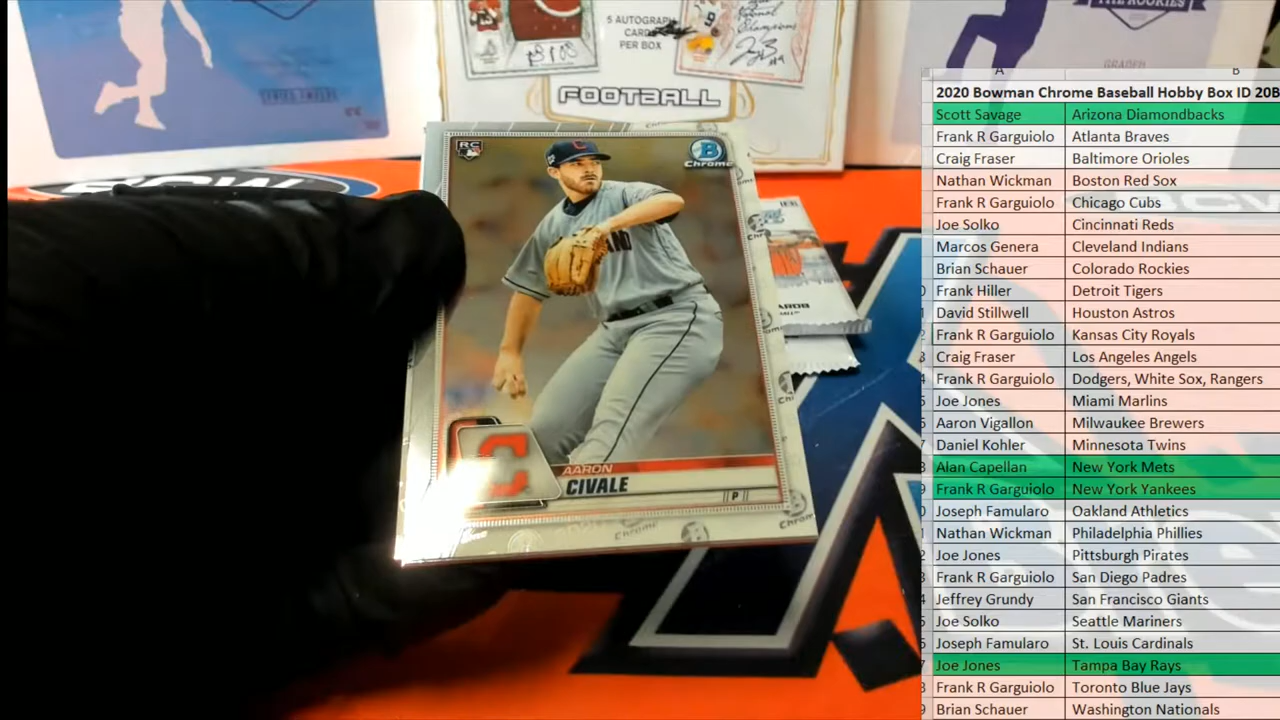 THE ROOKIES
GRADED
5 AUTOGRAPH
CARDS
PER BOX
FOOTBALL
RC
B
Chrome
AARON
CIVALE
P
C
A B
2020 Bowman Chrome Baseball Hobby Box ID 20B
Scott Savage Arizona Diamondbacks
Frank R Garguiolo Atlanta Braves
Craig Fraser Baltimore Orioles
Nathan Wickman Boston Red Sox
Frank R Garguiolo Chicago Cubs
Joe Solko Cincinnati Reds
Marcos Genera Cleveland Indians
Brian Schauer Colorado Rockies
Frank Hiller Detroit Tigers
David Stillwell Houston Astros
Frank R Garguiolo Kansas City Royals
Craig Fraser Los Angeles Angels
Frank R Garguiolo Dodgers, White Sox, Rangers
Joe Jones Miami Marlins
Aaron Vigallon Milwaukee Brewers
Daniel Kohler Minnesota Twins
Alan Capellan New York Mets
Frank R Garguiolo New York Yankees
Joseph Famularo Oakland Athletics
Nathan Wickman Philadelphia Phillies
Joe Jones Pittsburgh Pirates
Frank R Garguiolo San Diego Padres
Jeffrey Grundy San Francisco Giants
Joe Solko Seattle Mariners
Joseph Famularo St. Louis Cardinals
Joe Jones Tampa Bay Rays
Frank R Garguiolo Toronto Blue Jays
Brian Schauer Washington Nationals